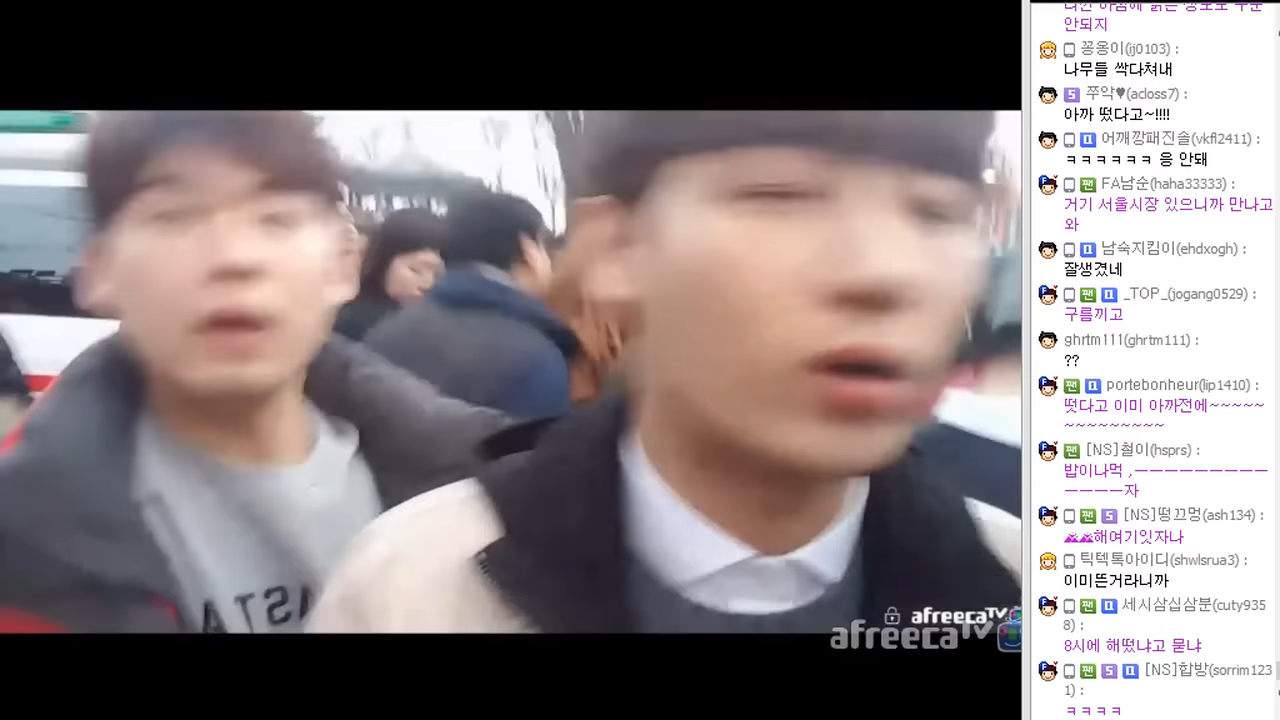 안되지
꽁옹이(ij0103) :
나무들 싹다쳐내
쭈악♥(acloss7) :
아까 떴다고~!!!!
어깨깡패진솔(vkfl2411) :
ㅋㅋㅋㅋㅋㅋ 응 안돼
FA남순(haha33333) :
거기 서울시장 있으니까 만나고
와
남숙지킴이(ehdxogh) :
잘생겼네
_TOP_(jogang0529) :
구름끼고
ghrtm111(ghrtm111) :
??
portebonheur(lip1410) :
떳다고 이미 아까전에~~~~~
~~~~~~~~~~
[NS]철이(hsprs) :
밥이나먹 ,ㅡㅡㅡㅡㅡㅡㅡㅡㅡ
ㅡㅡㅡㅡ자
[NS]떵끄멍(ash134) :
해여기잇자나
틱텍톡아이디(shwlsrua3) :
이미뜬거라니까
세시삼십삼분(cuty935
8) :
8시에 해떴냐고 묻냐
[NS]합방(sorrim123
1) :
ㅋㅋㅋㅋ
ASTA
afreecaTV
afreecaTV